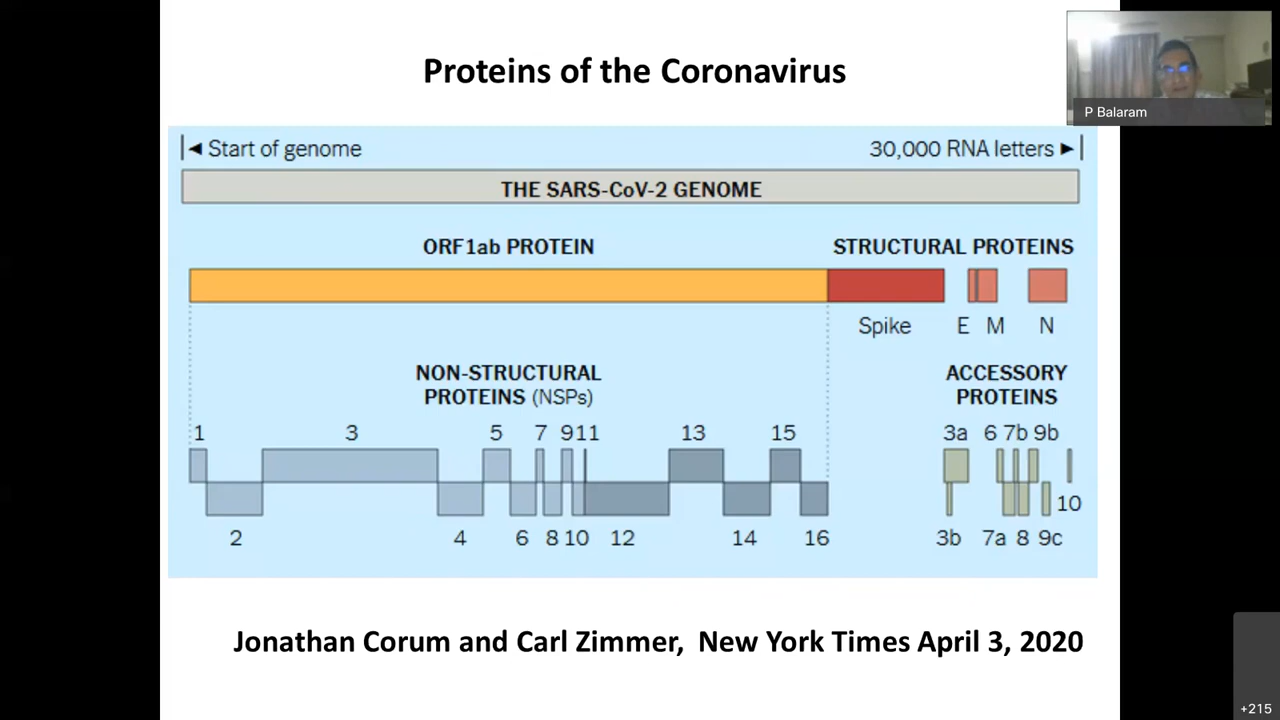 Proteins of the Coronavirus
P Balaram
Start of genome
30,000 RNA letters
THE SARS-CoV-2 GENOME
ORF1ab PROTEIN
STRUCTURAL PROTEINS
Spike E M N
NON-STRUCTURAL
PROTEINS (NSPs)
ACCESSORY
PROTEINS
1 3 5 7 9 11 13 15
3a 6 7b 9b
10
2 4 6 8 10 12 14 16
3b 7a 8 9c
Jonathan Corum and Carl Zimmer, New York Times April 3, 2020
+215